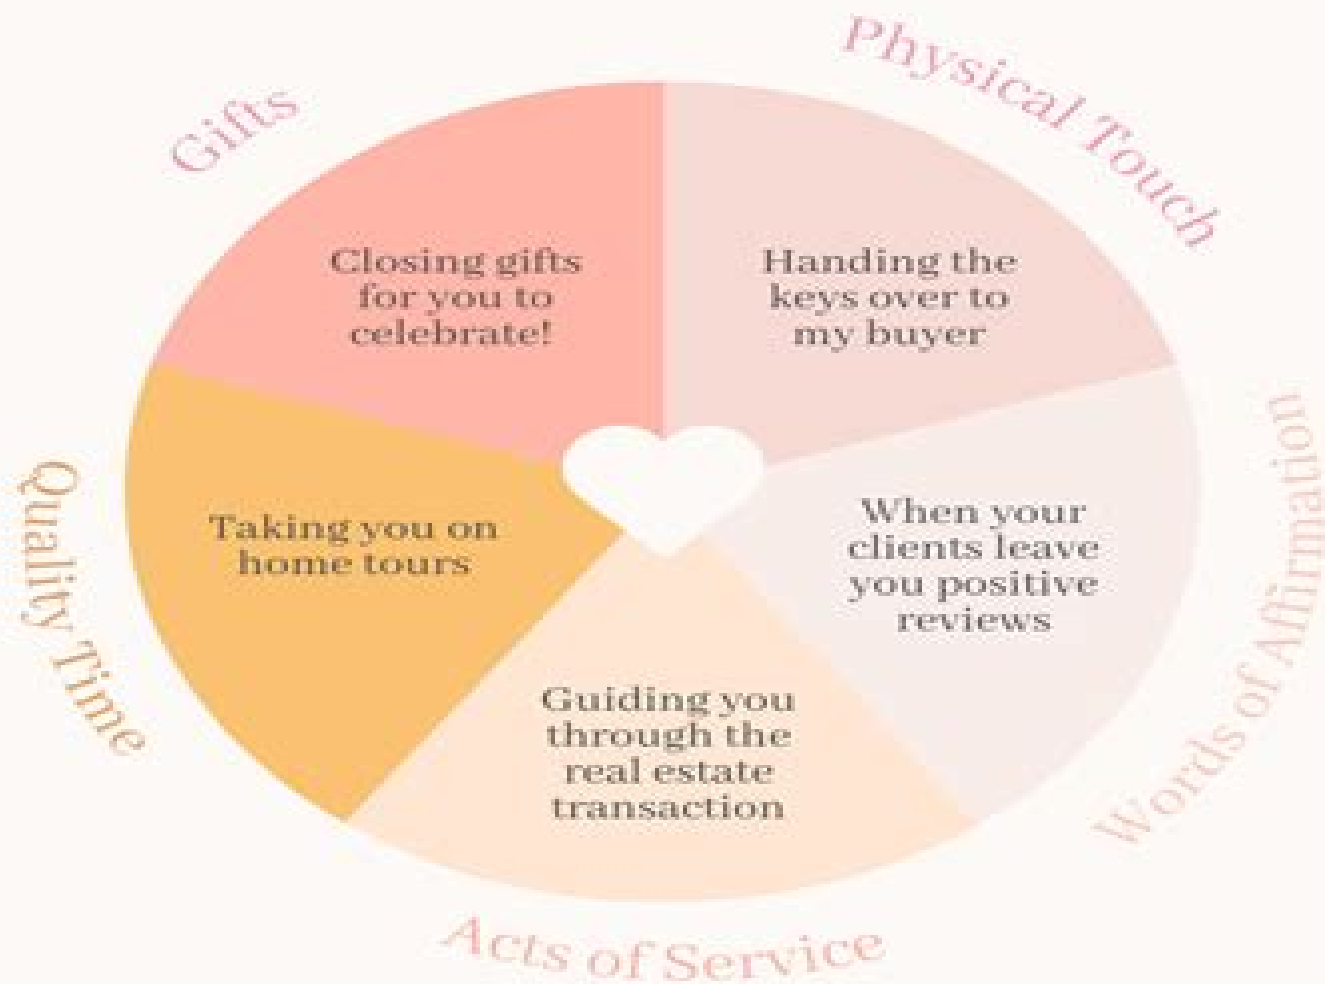 Gifts
Closing gifts
for you to
celebrate!
Physical Touch
Handing the
keys over to
my buyer
Words of Affirmation
When your
clients leave
you positive
reviews
Acts of Service
Guiding you
through the
real estate
transaction
Quality Time
Taking you on
home tours